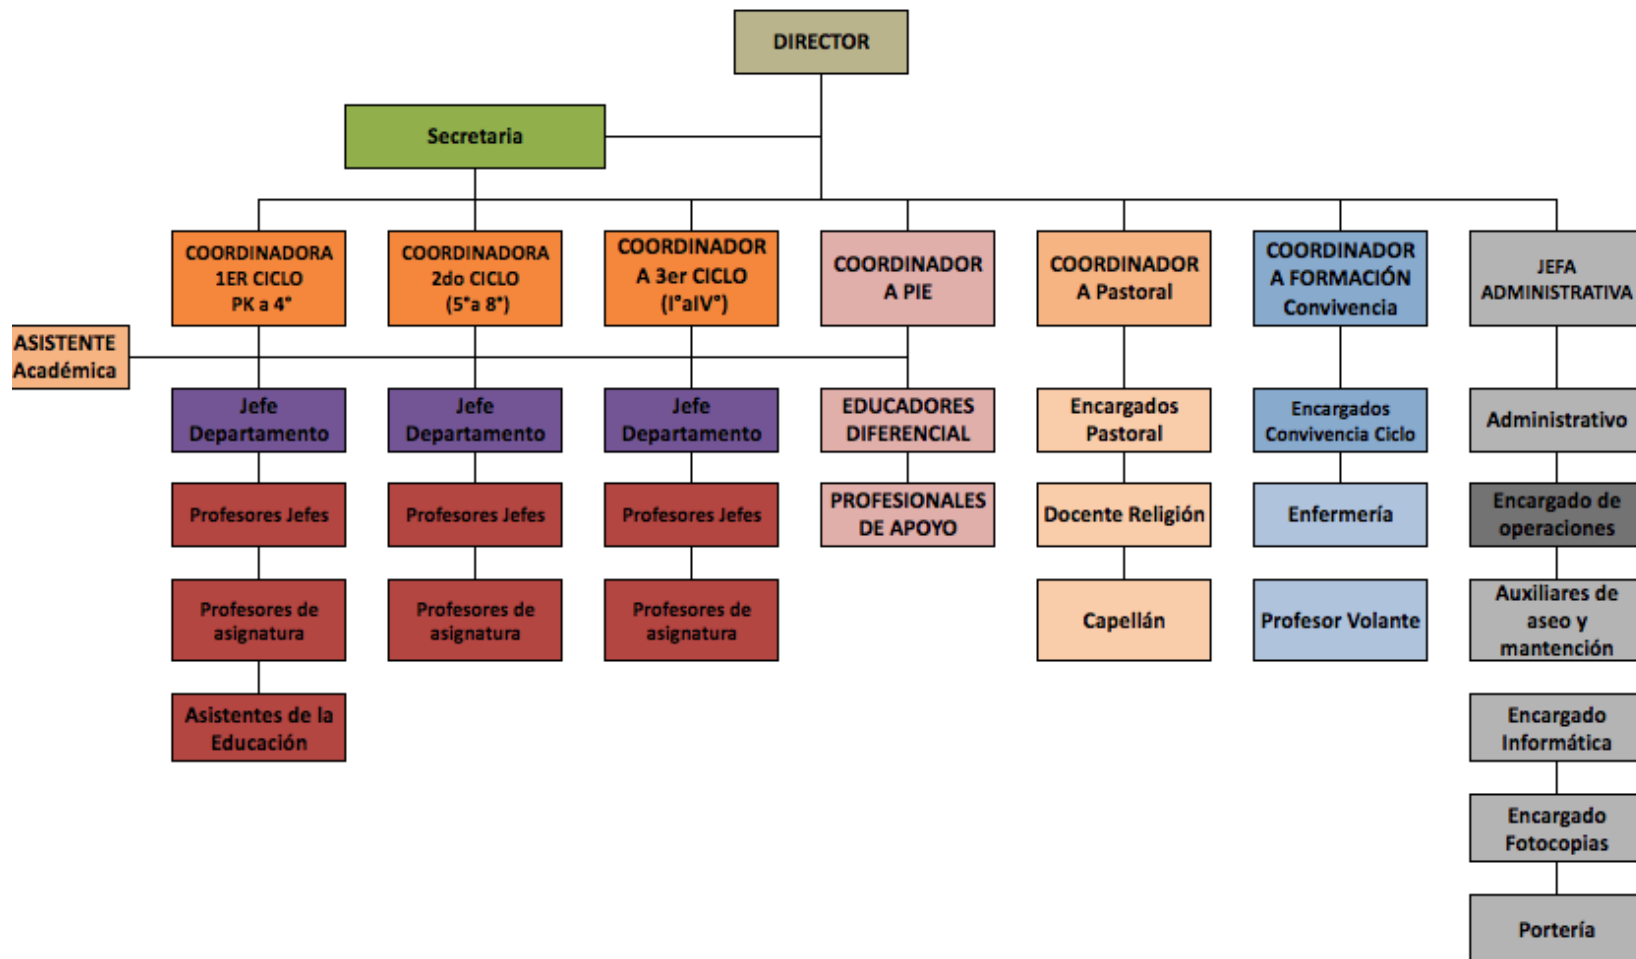 DIRECTOR
Secretaria
COORDINADORA
1ER CICLO
PK a 4°
COORDINADORA
2do CICLO
(5°a 8°)
COORDINADOR
A 3er CICLO
(I°aIV°)
COORDINADOR
A PIE
COORDINADOR
A Pastoral
COORDINADOR
A FORMACIÓN
Convivencia
JEFA
ADMINISTRATIVA
ASISTENTE
Académica
Jefe
Departamento
Jefe
Departamento
Jefe
Departamento
EDUCADORES
DIFERENCIAL
Encargados
Pastoral
Encargados
Convivencia Ciclo
Administrativo
Profesores Jefes
Profesores Jefes
Profesores Jefes
PROFESIONALES
DE APOYO
Docente Religión
Enfermería
Encargado de
operaciones
Profesores de
asignatura
Profesores de
asignatura
Profesores de
asignatura
Capellán
Profesor Volante
Auxiliares de
aseo y
mantención
Asistentes de la
Educación
Encargado
Informática
Encargado
Fotocopias
Portería